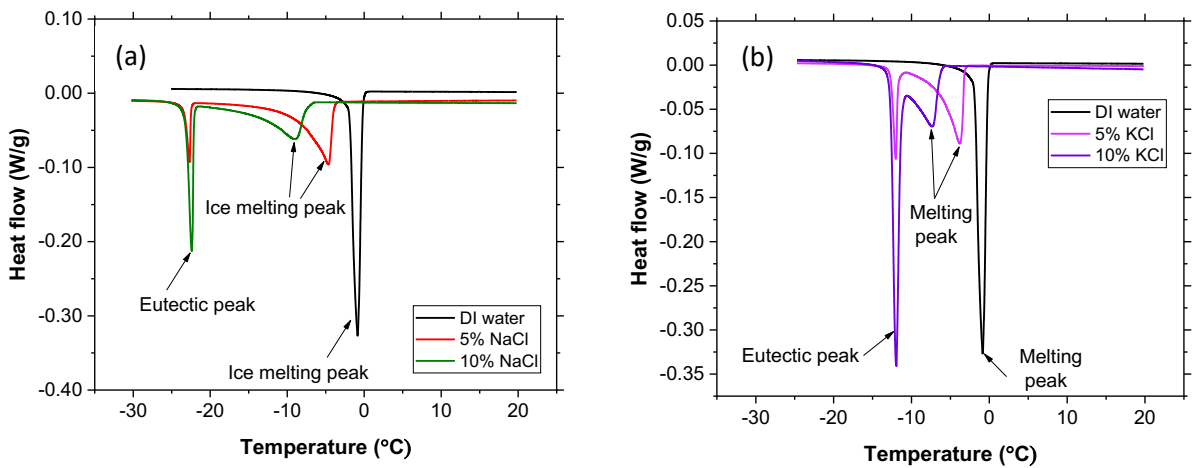 (a)
0.10
0.00
-0.10
-0.20
-0.30
-0.40
Heat flow (W/g)
Ice melting peak
Eutectic peak
Ice melting peak
DI water
5% NaCl
10% NaCl
-30
-20
-10
0
10
20
Temperature (°C)
(b)
0.05
0.00
-0.05
-0.10
-0.15
-0.20
-0.25
-0.30
-0.35
Heat flow (W/g)
DI water
5% KCl
10% KCl
Melting
peak
Eutectic peak
Melting
peak
-30
-20
-10
0
10
20
Temperature (°C)